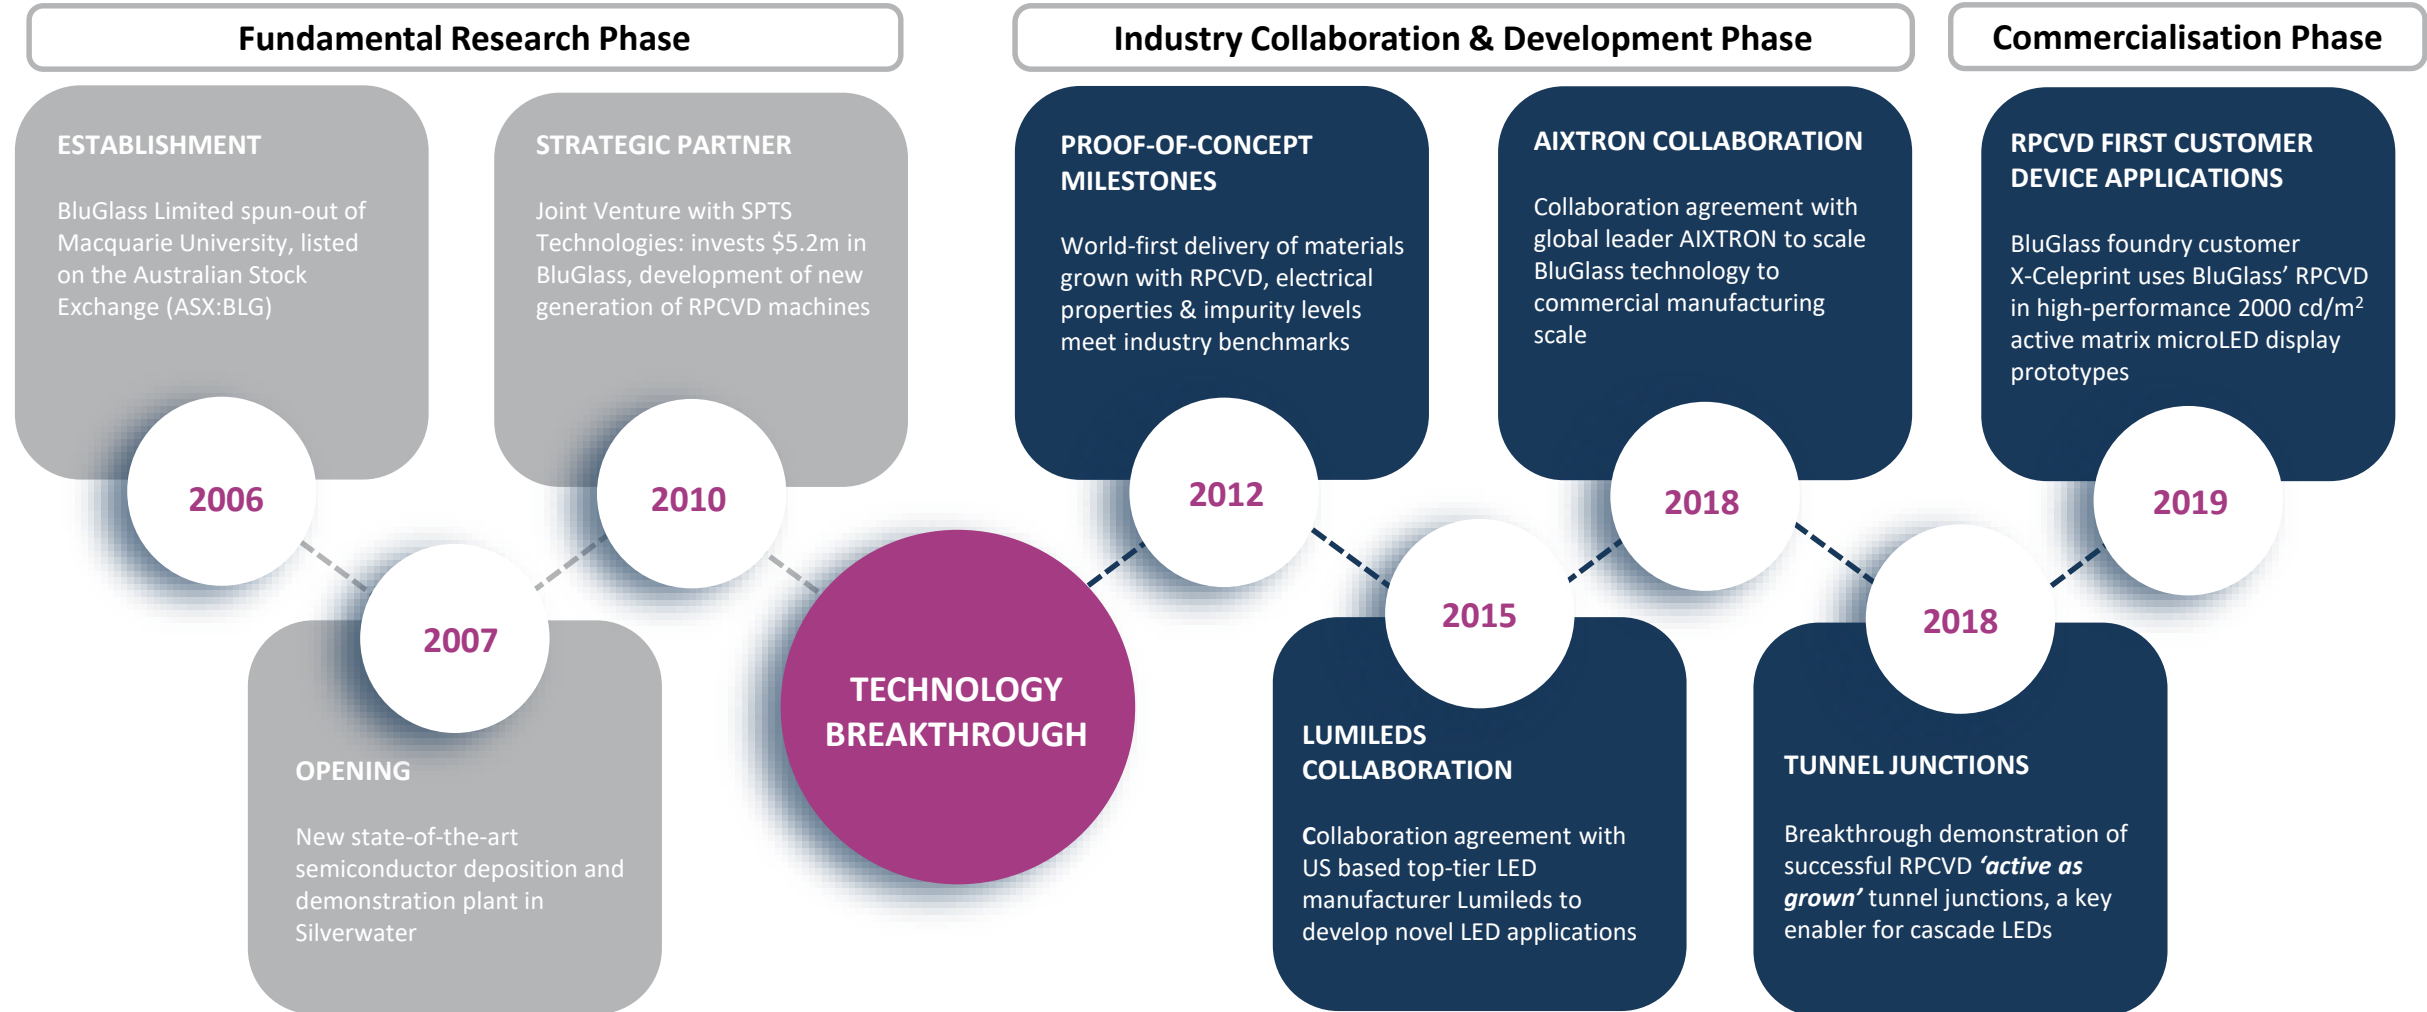 Fundamental Research Phase
Industry Collaboration & Development Phase
Commercialisation Phase
ESTABLISHMENT
BluGlass Limited spun-out of
Macquarie University, listed
on the Australian Stock
Exchange (ASX:BLG)
2006
2007
OPENING
New state-of-the-art
semiconductor deposition and
demonstration plant in
Silverwater
STRATEGIC PARTNER
Joint Venture with SPTS
Technologies: invests $5.2m in
BluGlass, development of new
generation of RPCVD machines
2010
TECHNOLOGY
BREAKTHROUGH
PROOF-OF-CONCEPT
MILESTONES
World-first delivery of materials
grown with RPCVD, electrical
properties & impurity levels
meet industry benchmarks
2012
2015
LUMILEDS
COLLABORATION
Collaboration agreement with
US based top-tier LED
manufacturer Lumileds to
develop novel LED applications
AIXTRON COLLABORATION
Collaboration agreement with
global leader AIXTRON to scale
BluGlass technology to
commercial manufacturing
scale
2018
2018
TUNNEL JUNCTIONS
Breakthrough demonstration of
successful RPCVD ‘active as
grown’ tunnel junctions, a key
enabler for cascade LEDs
RPCVD FIRST CUSTOMER
DEVICE APPLICATIONS
BluGlass foundry customer
X-Celeprint uses BluGlass’ RPCVD
in high-performance 2000 cd/m²
active matrix microLED display
prototypes
2019